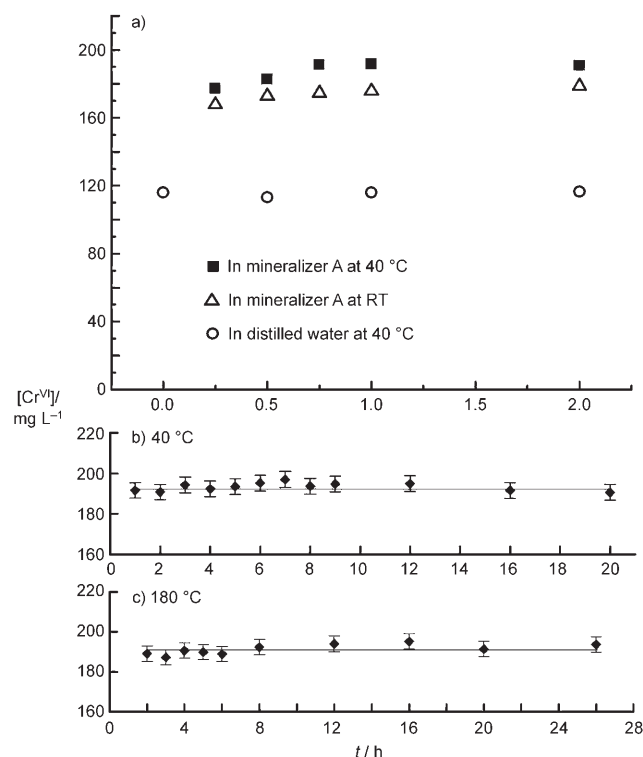 a)
200
160
120
80
40
0
■ In mineralizer A at 40 °C
△ In mineralizer A at RT
○ In distilled water at 40 °C
0.0 0.5 1.0 1.5 2.0
[Cr^VI]/
mg L^–1
b) 40 °C
220
200
180
160
0 2 4 6 8 10 12 14 16 18 20
c) 180 °C
220
200
180
160
0 4 8 12 16 20 24 28
t / h